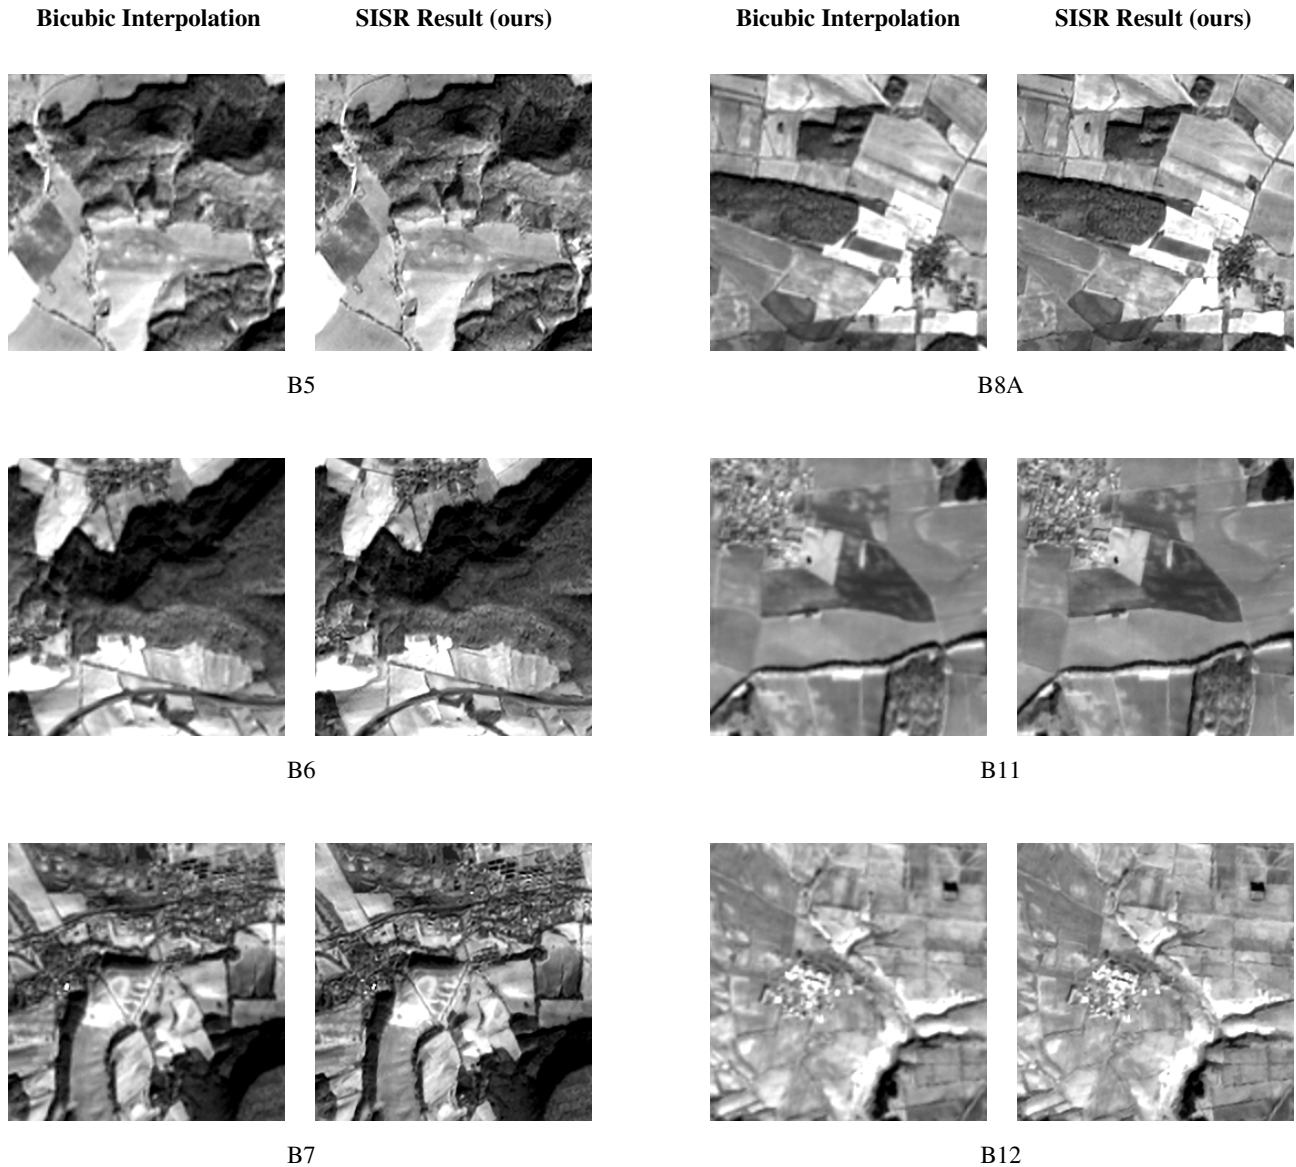 Bicubic Interpolation SISR Result (ours) Bicubic Interpolation SISR Result (ours)
B5 B8A
B6 B11
B7 B12